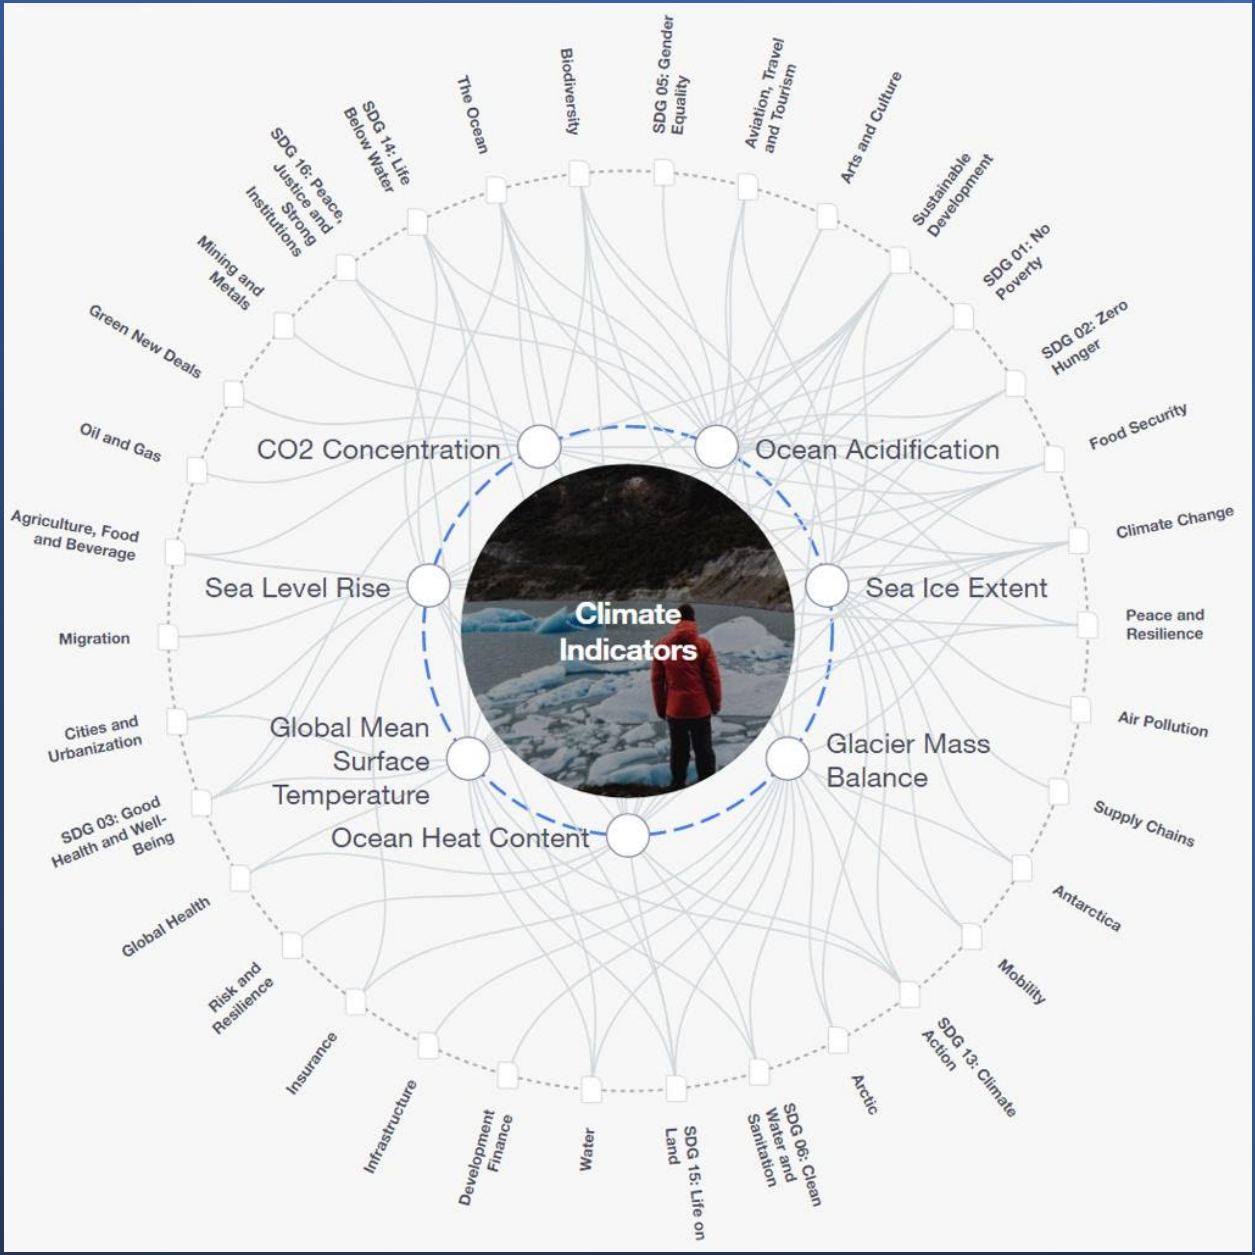 Climate
Indicators
CO2 Concentration
Ocean Acidification
Sea Level Rise
Sea Ice Extent
Global Mean
Surface
Temperature
Glacier Mass
Balance
Ocean Heat Content
SDG 05: Gender
Equality
Aviation, Travel
and Tourism
Arts and Culture
Sustainable
Development
SDG 01: No
Poverty
SDG 02: Zero
Hunger
Food Security
Climate Change
Peace and
Resilience
Air Pollution
Supply Chains
Antarctica
Mobility
SDG 13: Climate
Action
Arctic
SDG 06: Clean
Water and
Sanitation
SDG 15: Life on
Land
Water
Development
Finance
Infrastructure
Insurance
Risk and
Resilience
Global Health
SDG 03: Good
Health and Well-
Being
Cities and
Urbanization
Migration
Agriculture, Food
and Beverage
Oil and Gas
Green New Deals
Mining and
Metals
SDG 16: Peace,
Justice and
Strong
Institutions
SDG 14: Life
Below Water
The Ocean
Biodiversity